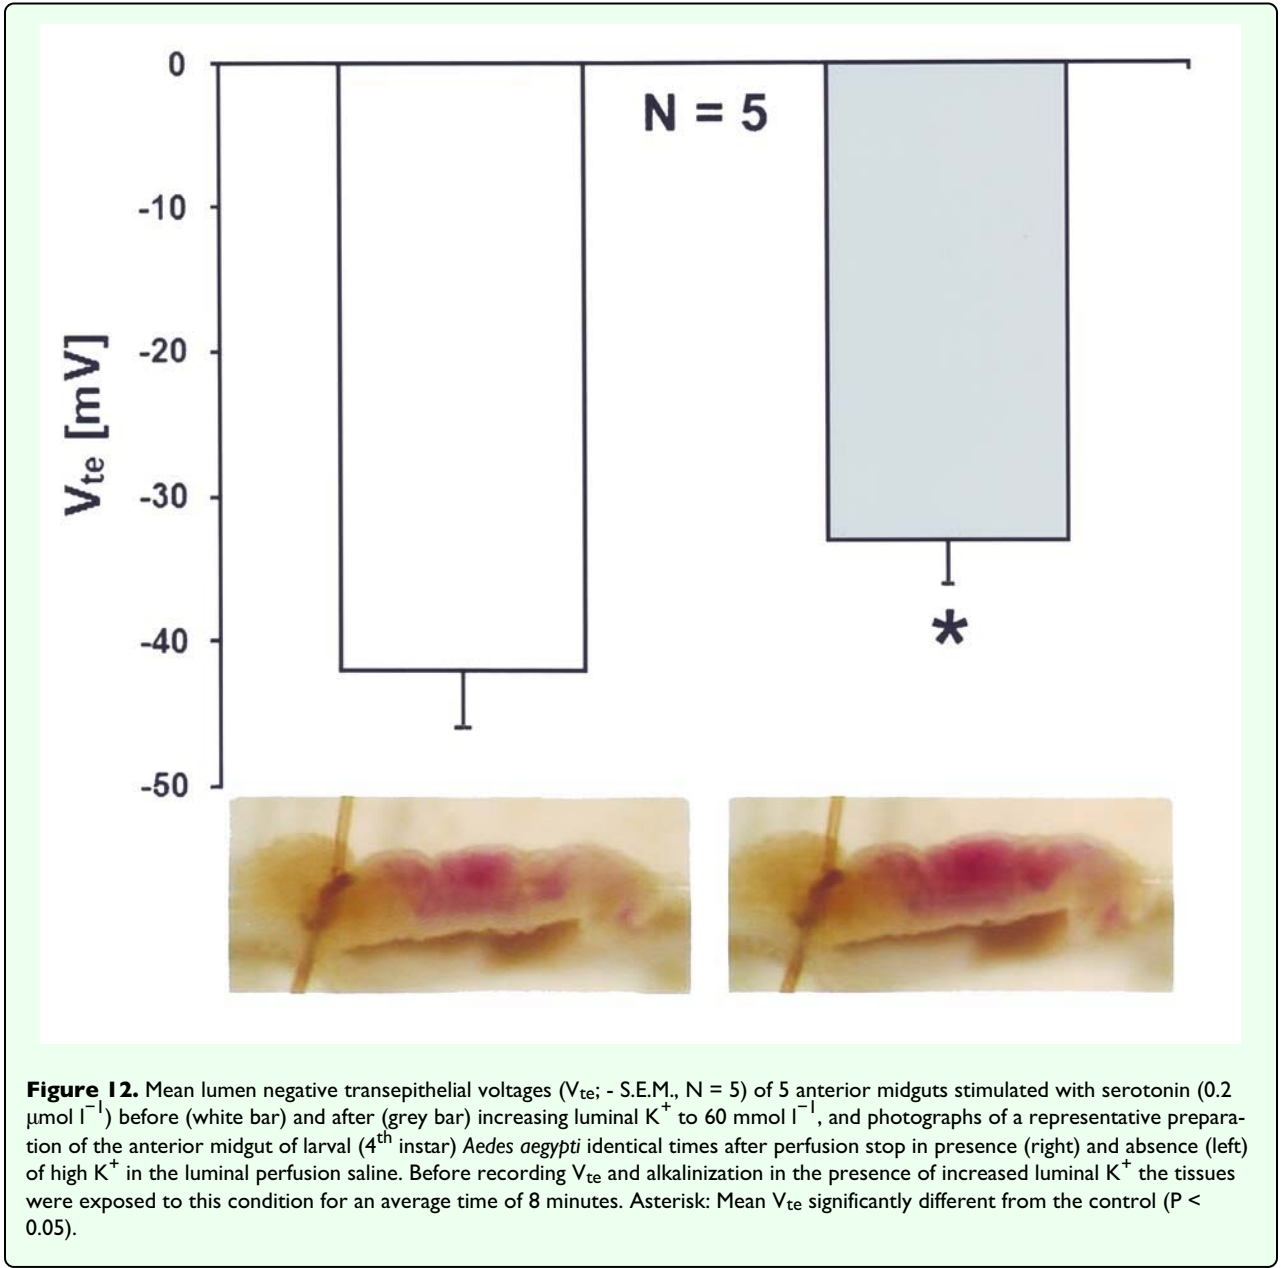 0
N = 5
-10
-20
-30
-40
-50
Vte [mV]
*
Figure 12. Mean lumen negative transepithelial voltages (Vte; - S.E.M., N = 5) of 5 anterior midguts stimulated with serotonin (0.2
μmol l−1) before (white bar) and after (grey bar) increasing luminal K+ to 60 mmol l−1, and photographs of a representative prepara-
tion of the anterior midgut of larval (4th instar) Aedes aegypti identical times after perfusion stop in presence (right) and absence (left)
of high K+ in the luminal perfusion saline. Before recording Vte and alkalinization in the presence of increased luminal K+ the tissues
were exposed to this condition for an average time of 8 minutes. Asterisk: Mean Vte significantly different from the control (P <
0.05).